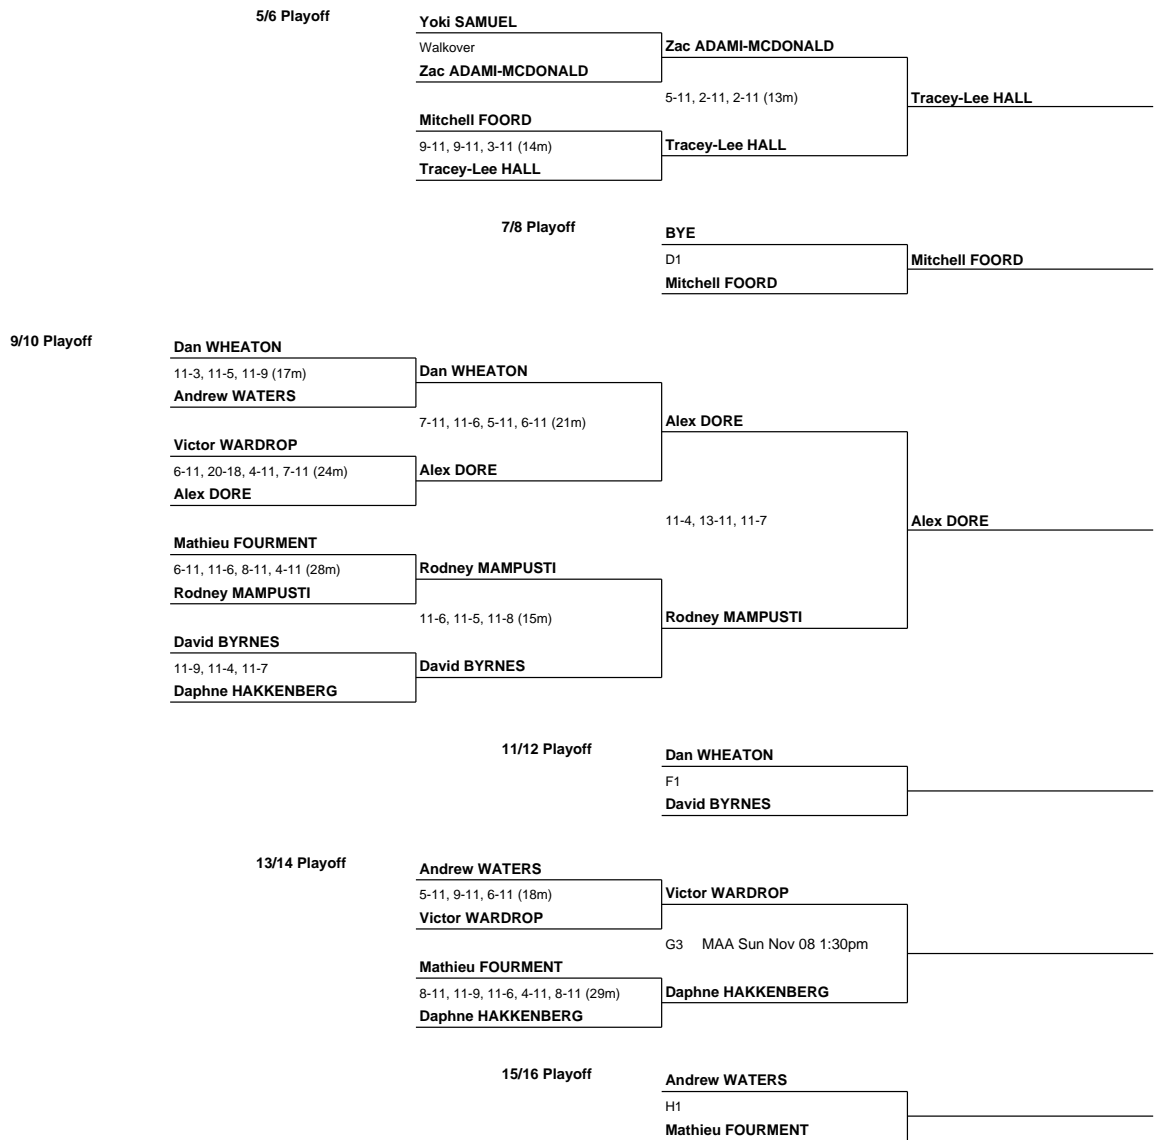 5/6 Playoff
Yoki SAMUEL
Walkover
Zac ADAMI-MCDONALD
Zac ADAMI-MCDONALD
5-11, 2-11, 2-11 (13m)
Tracey-Lee HALL
Mitchell FOORD
9-11, 9-11, 3-11 (14m)
Tracey-Lee HALL
Tracey-Lee HALL
7/8 Playoff
BYE
D1
Mitchell FOORD
Mitchell FOORD
9/10 Playoff
Dan WHEATON
11-3, 11-5, 11-9 (17m)
Dan WHEATON
Andrew WATERS
7-11, 11-6, 5-11, 6-11 (21m)
Alex DORE
Victor WARDROP
6-11, 20-18, 4-11, 7-11 (24m)
Alex DORE
Alex DORE
11-4, 13-11, 11-7
Alex DORE
Mathieu FOURMENT
6-11, 11-6, 8-11, 4-11 (28m)
Rodney MAMPUSTI
Rodney MAMPUSTI
11-6, 11-5, 11-8 (15m)
Rodney MAMPUSTI
David BYRNES
11-9, 11-4, 11-7
David BYRNES
Daphne HAKKENBERG
11/12 Playoff
Dan WHEATON
F1
David BYRNES
13/14 Playoff
Andrew WATERS
5-11, 9-11, 6-11 (18m)
Victor WARDROP
Victor WARDROP
G3 MAA Sun Nov 08 1:30pm
Mathieu FOURMENT
8-11, 11-9, 11-6, 4-11, 8-11 (29m)
Daphne HAKKENBERG
Daphne HAKKENBERG
15/16 Playoff
Andrew WATERS
H1
Mathieu FOURMENT